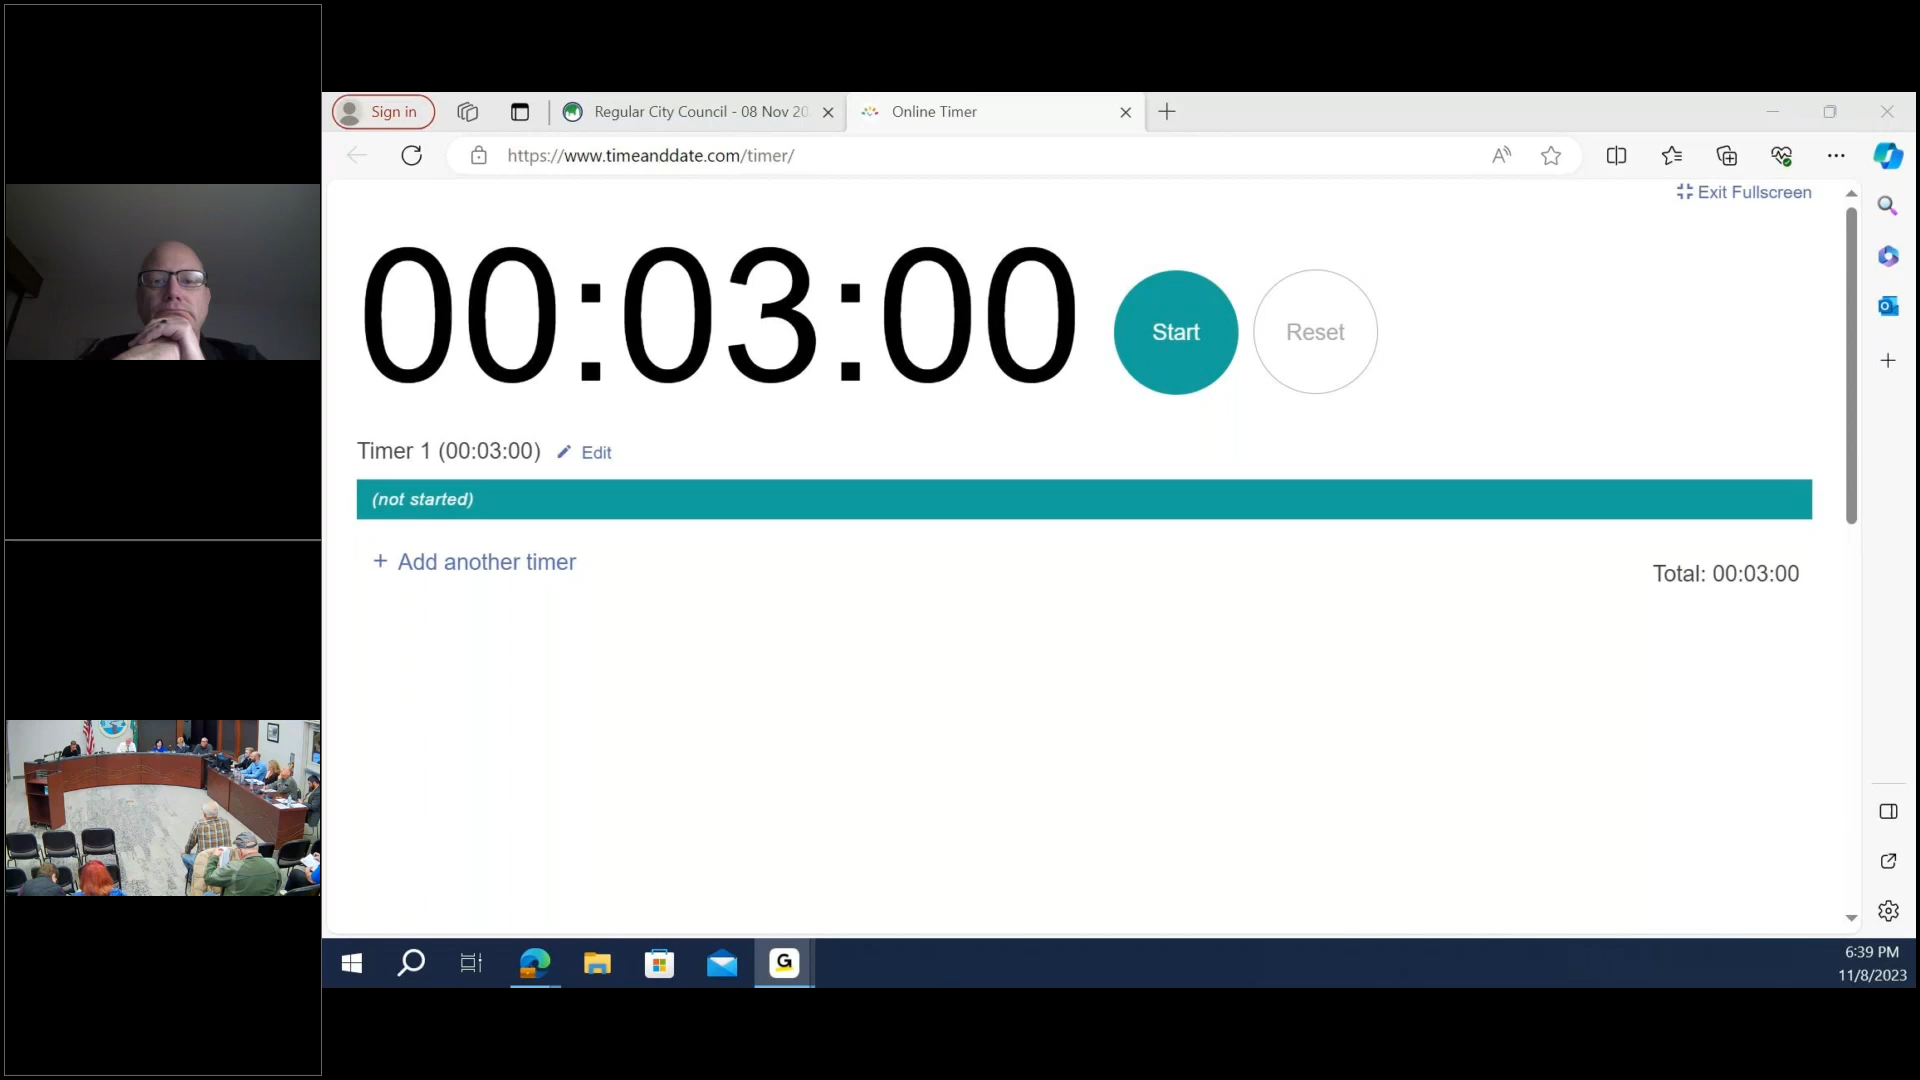 Sign in
Regular City Council - 08 Nov 20
Online Timer
https://www.timeanddate.com/timer/
Exit Fullscreen
00:03:00
Start
Reset
Timer 1 (00:03:00)
Edit
(not started)
+ Add another timer
Total: 00:03:00
G
6:39 PM
11/8/2023